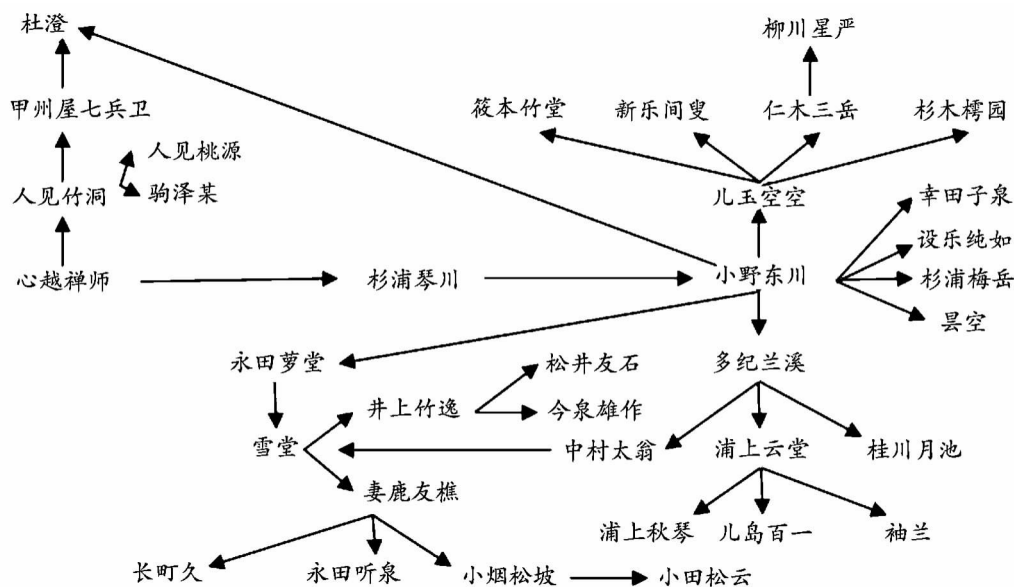 杜澄
柳川星严
甲州屋七兵卫
筱本竹堂
新乐间叟
仁木三岳
杉木樗园
人见桃源
人见竹洞
驹泽某
儿玉空空
幸田子泉
设乐纯如
心越禅师
杉浦琴川
小野东川
杉浦梅岳
昙空
永田萝堂
松井友石
多纪兰溪
井上竹逸
今泉雄作
雪堂
中村太翁
浦上云堂
桂川月池
妻鹿友樵
浦上秋琴
儿岛百一
袖兰
长町久
永田听泉
小烟松坡
小田松云